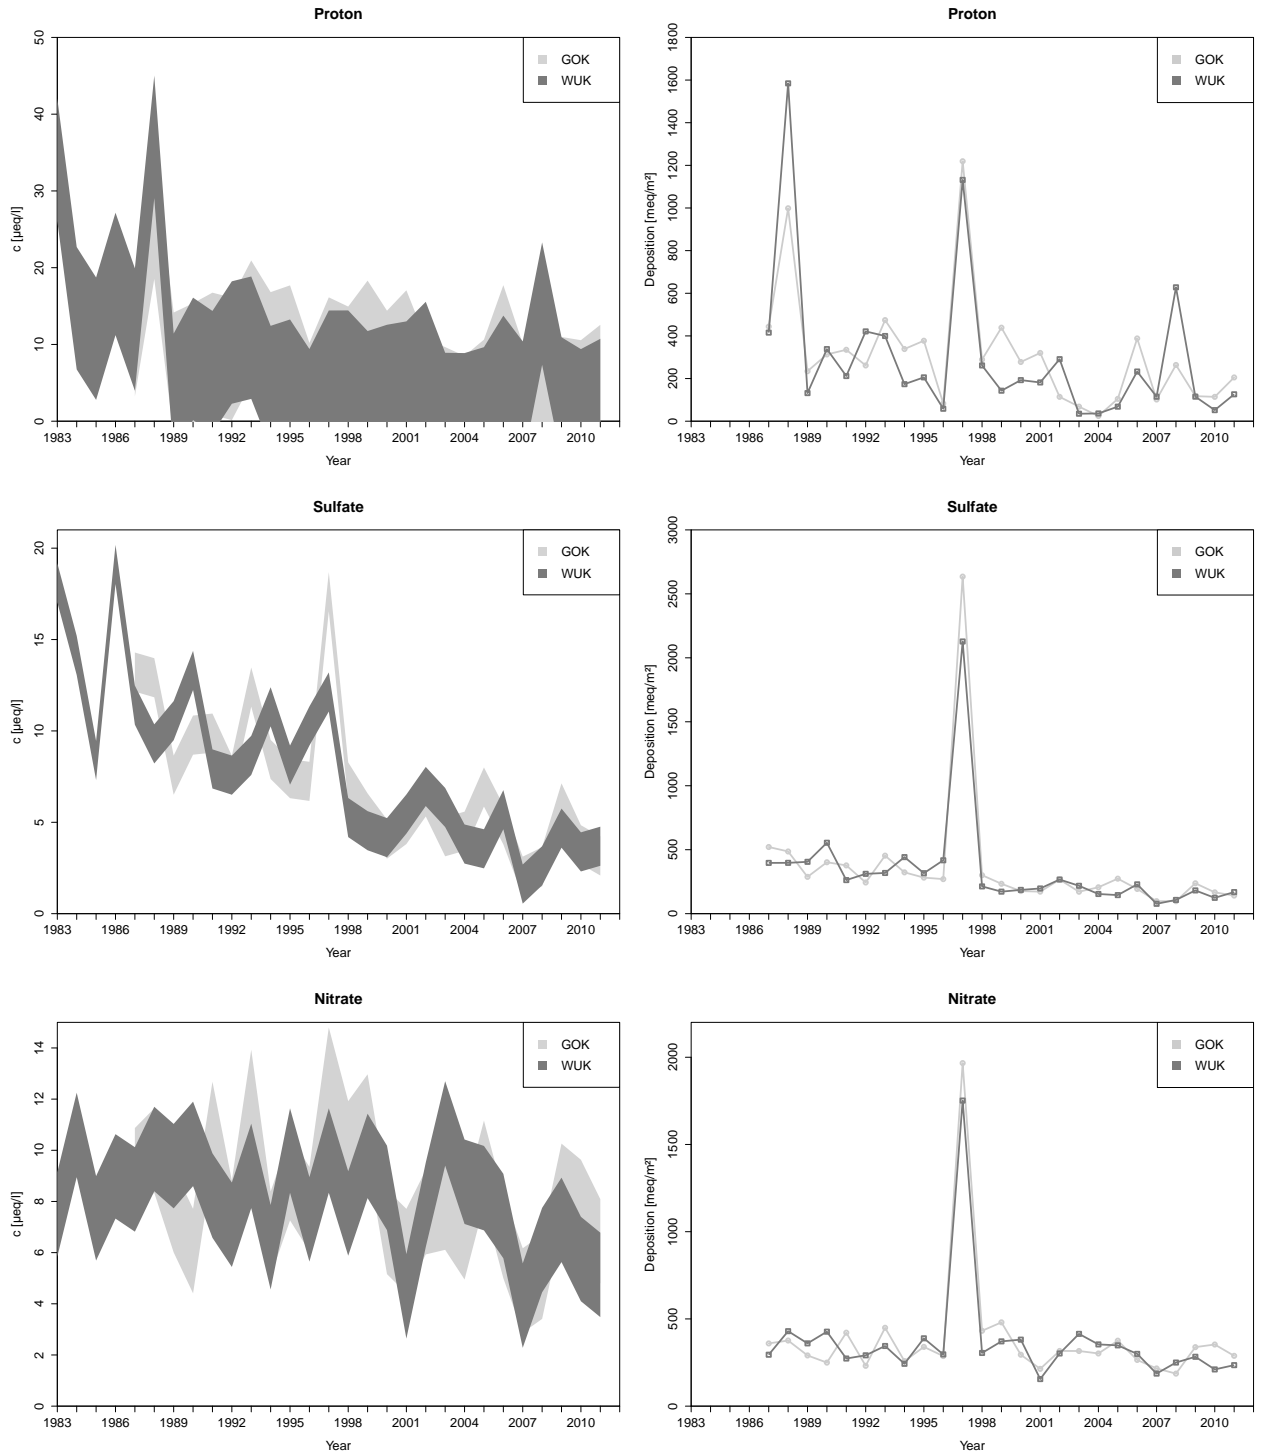 Proton
c [µeq/l]
50
40
30
20
10
0
GOK
WUK
1983 1986 1989 1992 1995 1998 2001 2004 2007 2010
Year
Proton
Deposition [meq/m²]
1800
1600
1400
1200
1000
800
600
400
200
0
GOK
WUK
1983 1986 1989 1992 1995 1998 2001 2004 2007 2010
Year
Sulfate
c [µeq/l]
20
15
10
5
0
GOK
WUK
1983 1986 1989 1992 1995 1998 2001 2004 2007 2010
Year
Sulfate
Deposition [meq/m²]
3000
2500
2000
1500
1000
500
0
GOK
WUK
1983 1986 1989 1992 1995 1998 2001 2004 2007 2010
Year
Nitrate
c [µeq/l]
14
12
10
8
6
4
2
0
GOK
WUK
1983 1986 1989 1992 1995 1998 2001 2004 2007 2010
Year
Nitrate
Deposition [meq/m²]
2000
1500
1000
500
0
GOK
WUK
1983 1986 1989 1992 1995 1998 2001 2004 2007 2010
Year